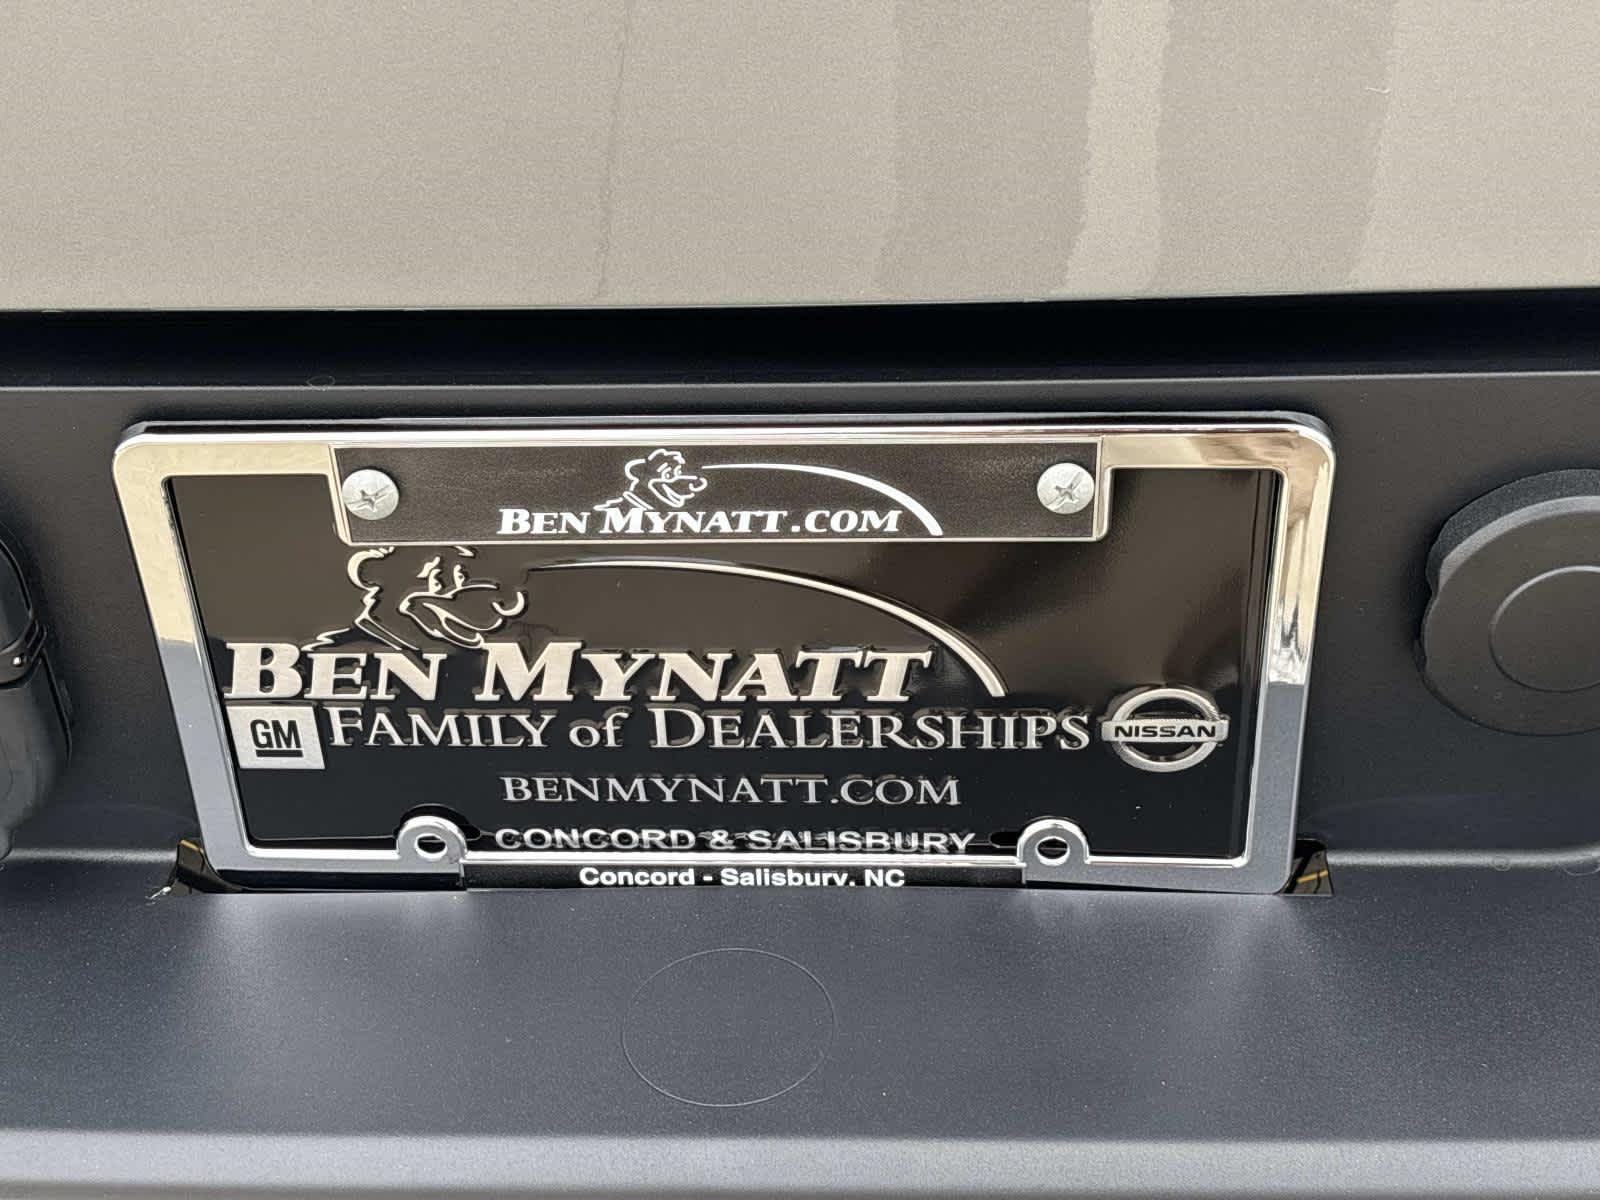 BEN MYNATT.COM
BEN MYNATT
GM FAMILY of DEALERSHIPS NISSAN
BENMYNATT.COM
CONCORD & SALISBURY
Concord - Salisbury, NC